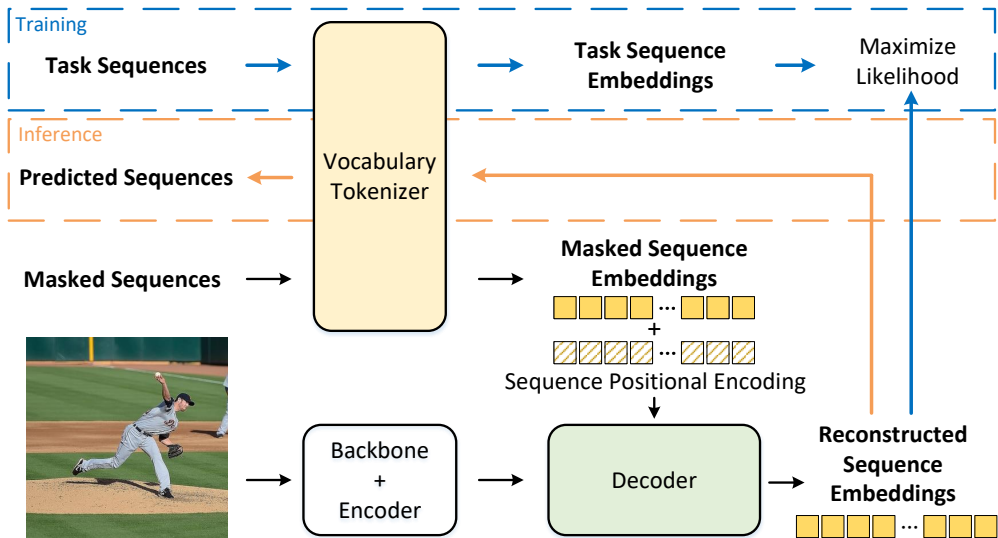 Training
Task Sequences
Task Sequence
Embeddings
Maximize
Likelihood
Inference
Predicted Sequences
Vocabulary
Tokenizer
Masked Sequences
Masked Sequence
Embeddings
...
+
...
Sequence Positional Encoding
Backbone
+
Encoder
Decoder
Reconstructed
Sequence
Embeddings
...